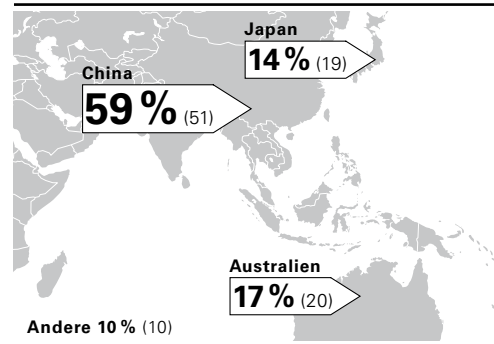 Japan
14 % (19)
China
59 % (51)
Australien
17 % (20)
Andere 10 % (10)